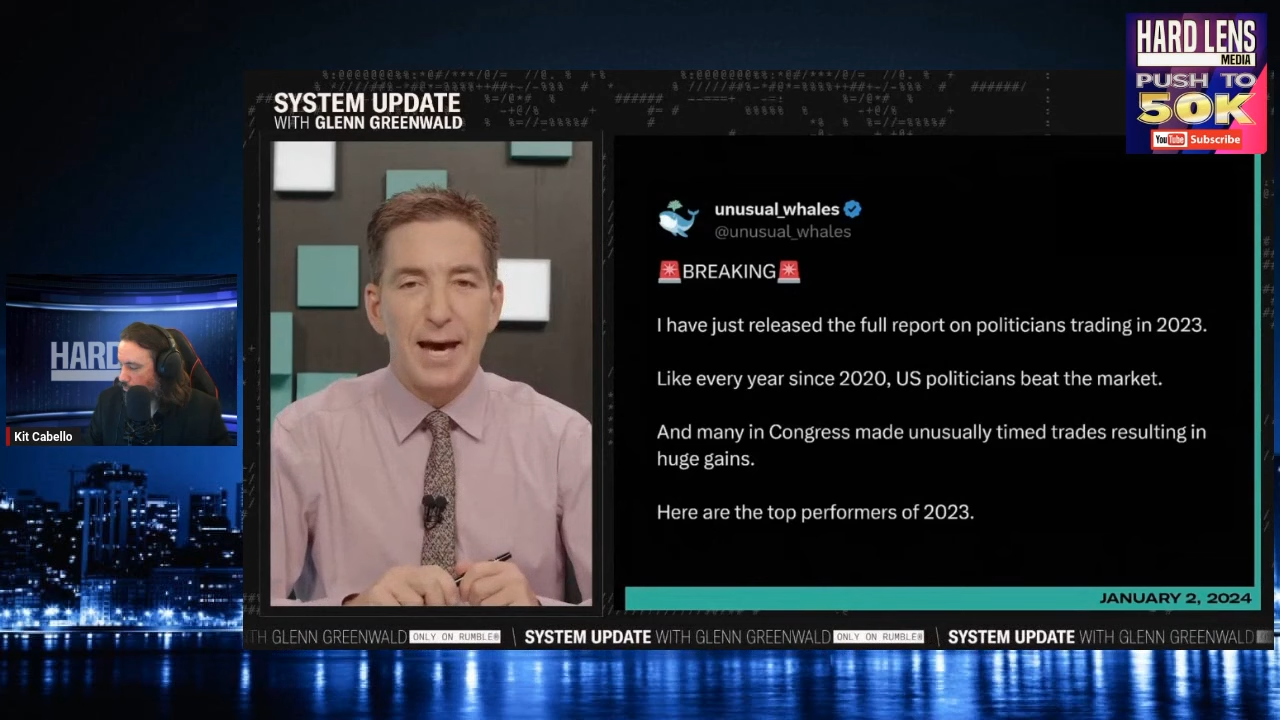 HARD LENS
MEDIA
PUSH TO
50K
YouTube Subscribe
SYSTEM UPDATE
WITH GLENN GREENWALD
unusual_whales
@unusual_whales
🚨BREAKING🚨
I have just released the full report on politicians trading in 2023.
Like every year since 2020, US politicians beat the market.
And many in Congress made unusually timed trades resulting in
huge gains.
Here are the top performers of 2023.
JANUARY 2, 2024
HARD
Kit Cabello
TH GLENN GREENWALD ONLY ON RUMBLE® \ SYSTEM UPDATE WITH GLENN GREENWALD ONLY ON RUMBLE® \ SYSTEM UPDATE WITH GLENN GREENWALD